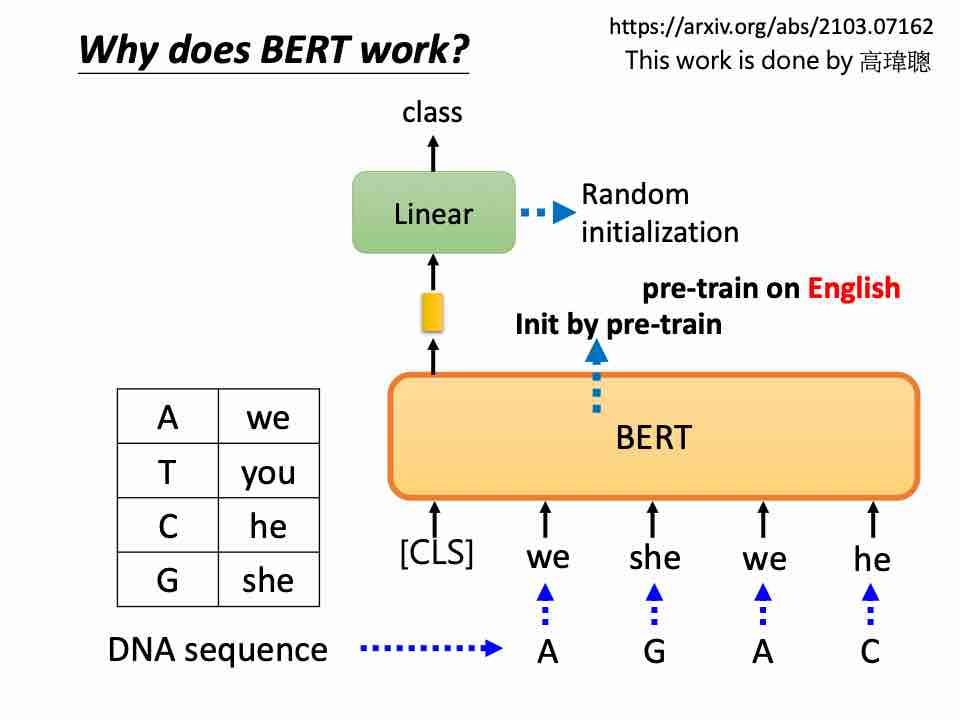 Why does BERT work?
https://arxiv.org/abs/2103.07162
This work is done by 高瑋聰
class
Linear
Random
initialization
pre-train on English
Init by pre-train
BERT
A we
T you
C he
G she
[CLS] we she we he
DNA sequence A G A C